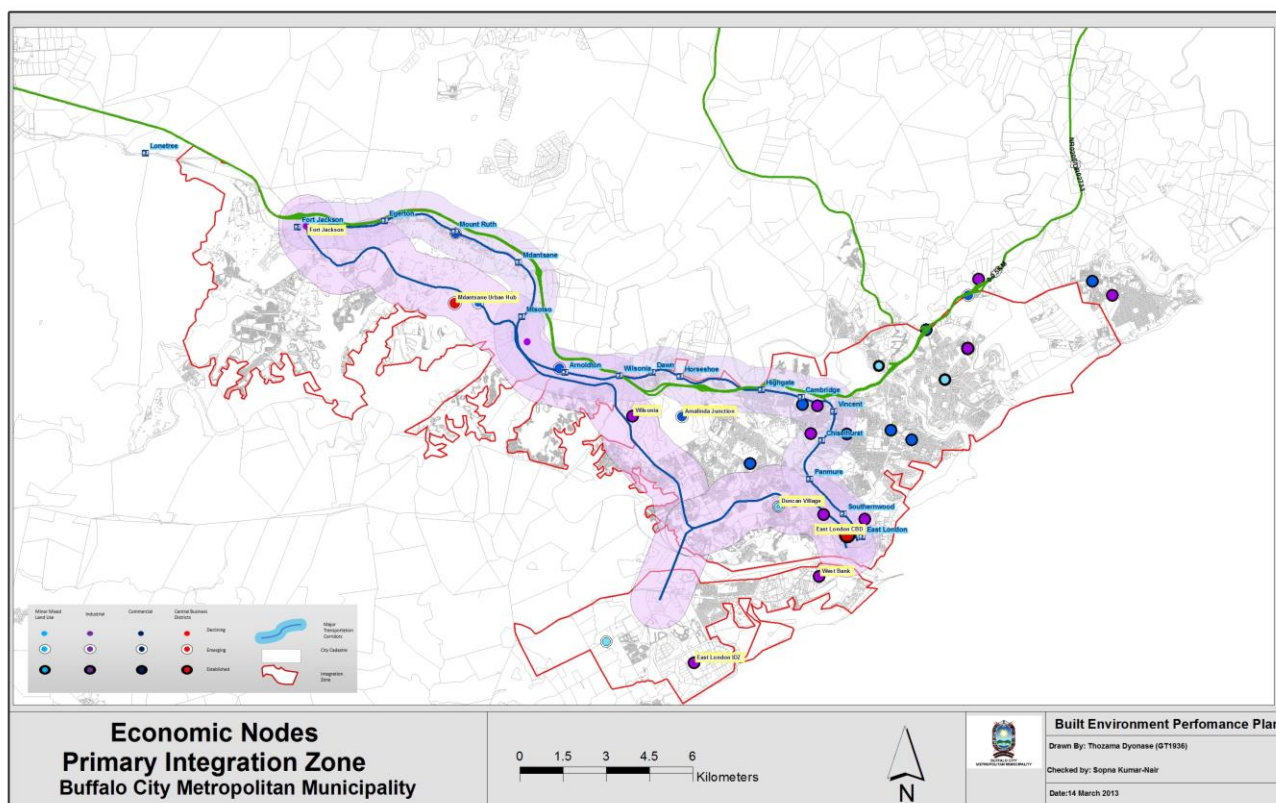 Lonetree
Fort Jackson
Fort Jackson
Egerton
Mount Ruth
Mdantsane
Mdantsane Urban Hub
Mtsotso
Arnoldton
Wilsonia
Dawn
Horseshoe
Highgate
Cambridge
Vincent
Wilsonia
Amalinda Junction
Chiselhurst
Panmure
Duncan Village
Southernwood
East London CBD
East London
West Bank
East London IDZ
Minor Mixed
Land Use
Industrial
Commercial
Central Business
Districts
Declining
Emerging
Established
Major
Transportation
Corridors
City Cadastre
Integration
Zone
Economic Nodes
Primary Integration Zone
Buffalo City Metropolitan Municipality
0 1.5 3 4.5 6
Kilometers
N
BUFFALO CITY
METROPOLITAN MUNICIPALITY
Built Environment Perfomance Plan
Drawn By: Thozama Dyonase (GT1936)
Checked by: Sopna Kumar-Nair
Date:14 March 2013